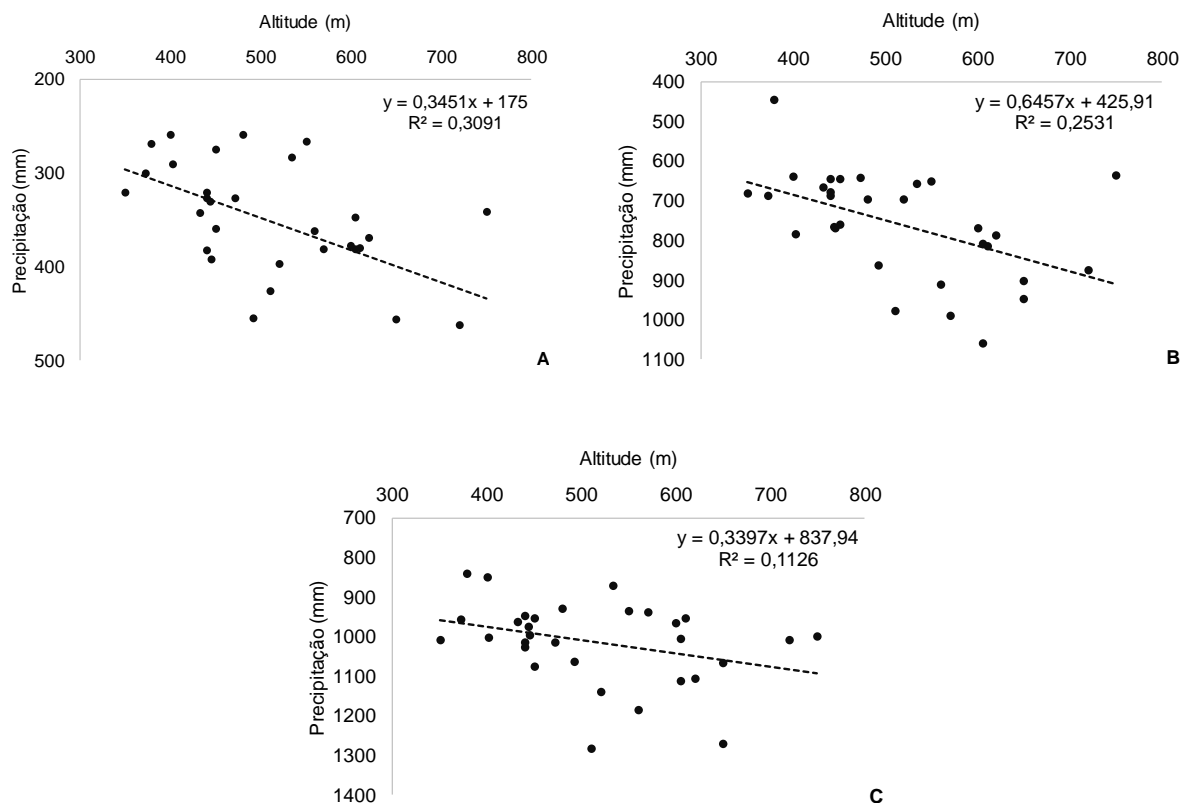 Altitude (m)
300 400 500 600 700 800
200
300
400
500
Precipitação (mm)
y = 0,3451x + 175
R² = 0,3091
A
Altitude (m)
300 400 500 600 700 800
400
500
600
700
800
900
1000
1100
Precipitação (mm)
y = 0,6457x + 425,91
R² = 0,2531
B
Altitude (m)
300 400 500 600 700 800
700
800
900
1000
1100
1200
1300
1400
Precipitação (mm)
y = 0,3397x + 837,94
R² = 0,1126
C